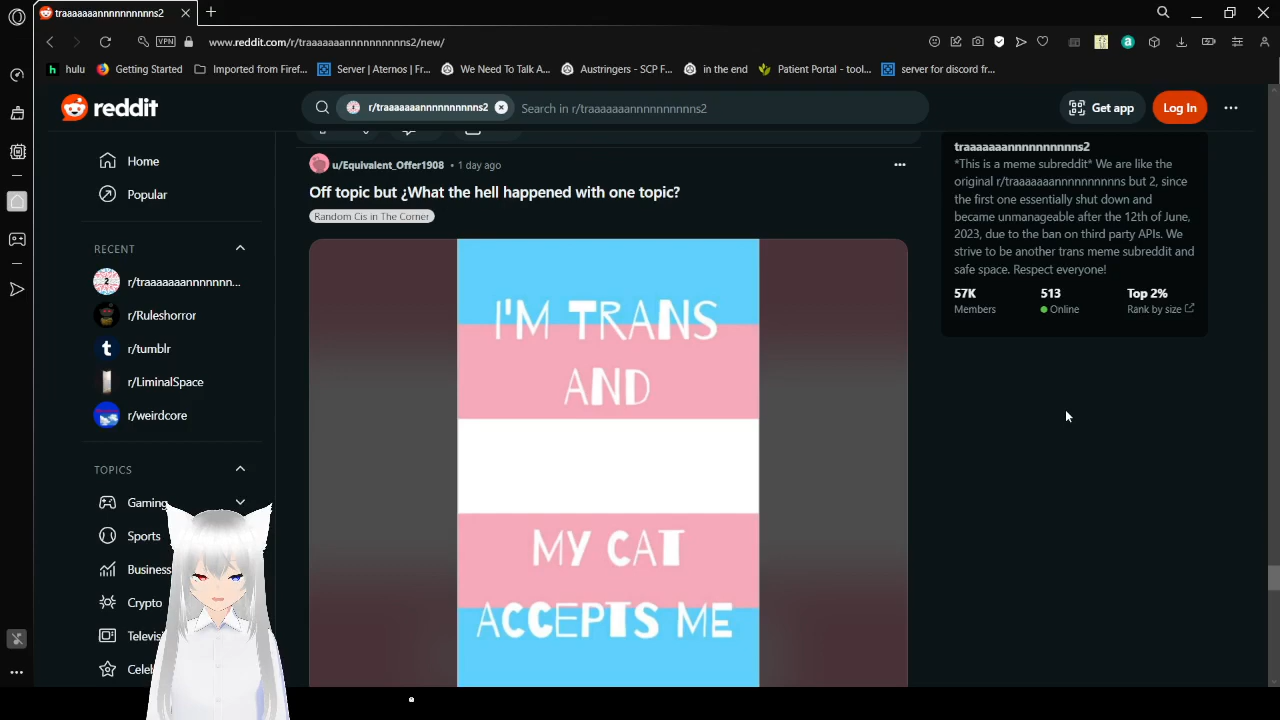 traaaaaaannnnnnnnnns2
www.reddit.com/r/traaaaaaannnnnnnnnns2/new/
VPN
hulu
Getting Started
Imported from Firef...
Server | Aternos | Fr...
We Need To Talk A...
Austringers - SCP F...
in the end
Patient Portal - tool...
server for discord fr...
reddit
r/traaaaaaannnnnnnnnns2
Search in r/traaaaaaannnnnnnnnns2
Get app
Log In
Home
Popular
RECENT
r/traaaaaaannnnnnn...
r/Ruleshorror
r/tumblr
r/LiminalSpace
r/weirdcore
TOPICS
Gaming
Sports
Business
Crypto
Televisi
Celeb
u/Equivalent_Offer1908 • 1 day ago
Off topic but ¿What the hell happened with one topic?
Random Cis in The Corner
I'M TRANS
AND
MY CAT
ACCEPTS ME
traaaaaaannnnnnnnnns2
*This is a meme subreddit* We are like the
original r/traaaaaaannnnnnnnnns but 2, since
the first one essentially shut down and
became unmanageable after the 12th of June,
2023, due to the ban on third party APIs. We
strive to be another trans meme subreddit and
safe space. Respect everyone!
57K
Members
513
Online
Top 2%
Rank by size